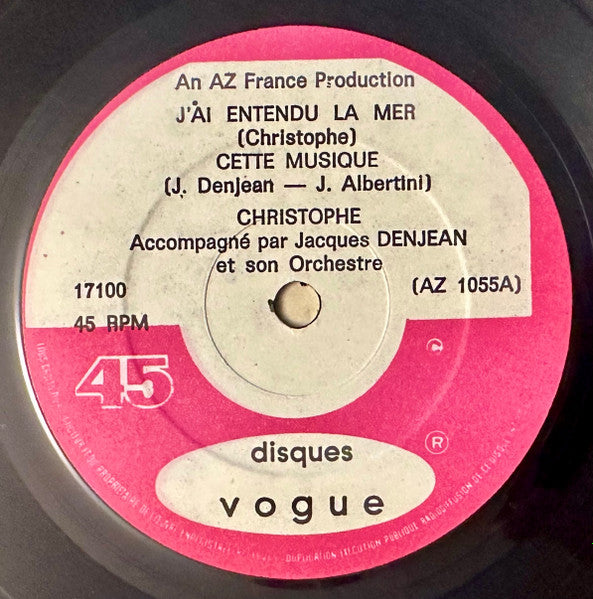 An AZ France Production
J'AI ENTENDU LA MER
(Christophe)
CETTE MUSIQUE
(J. Denjean — J. Albertini)
CHRISTOPHE
Accompagné par Jacques DENJEAN
et son Orchestre
17100
(AZ 1055A)
45 RPM
45
R
disques
vogue